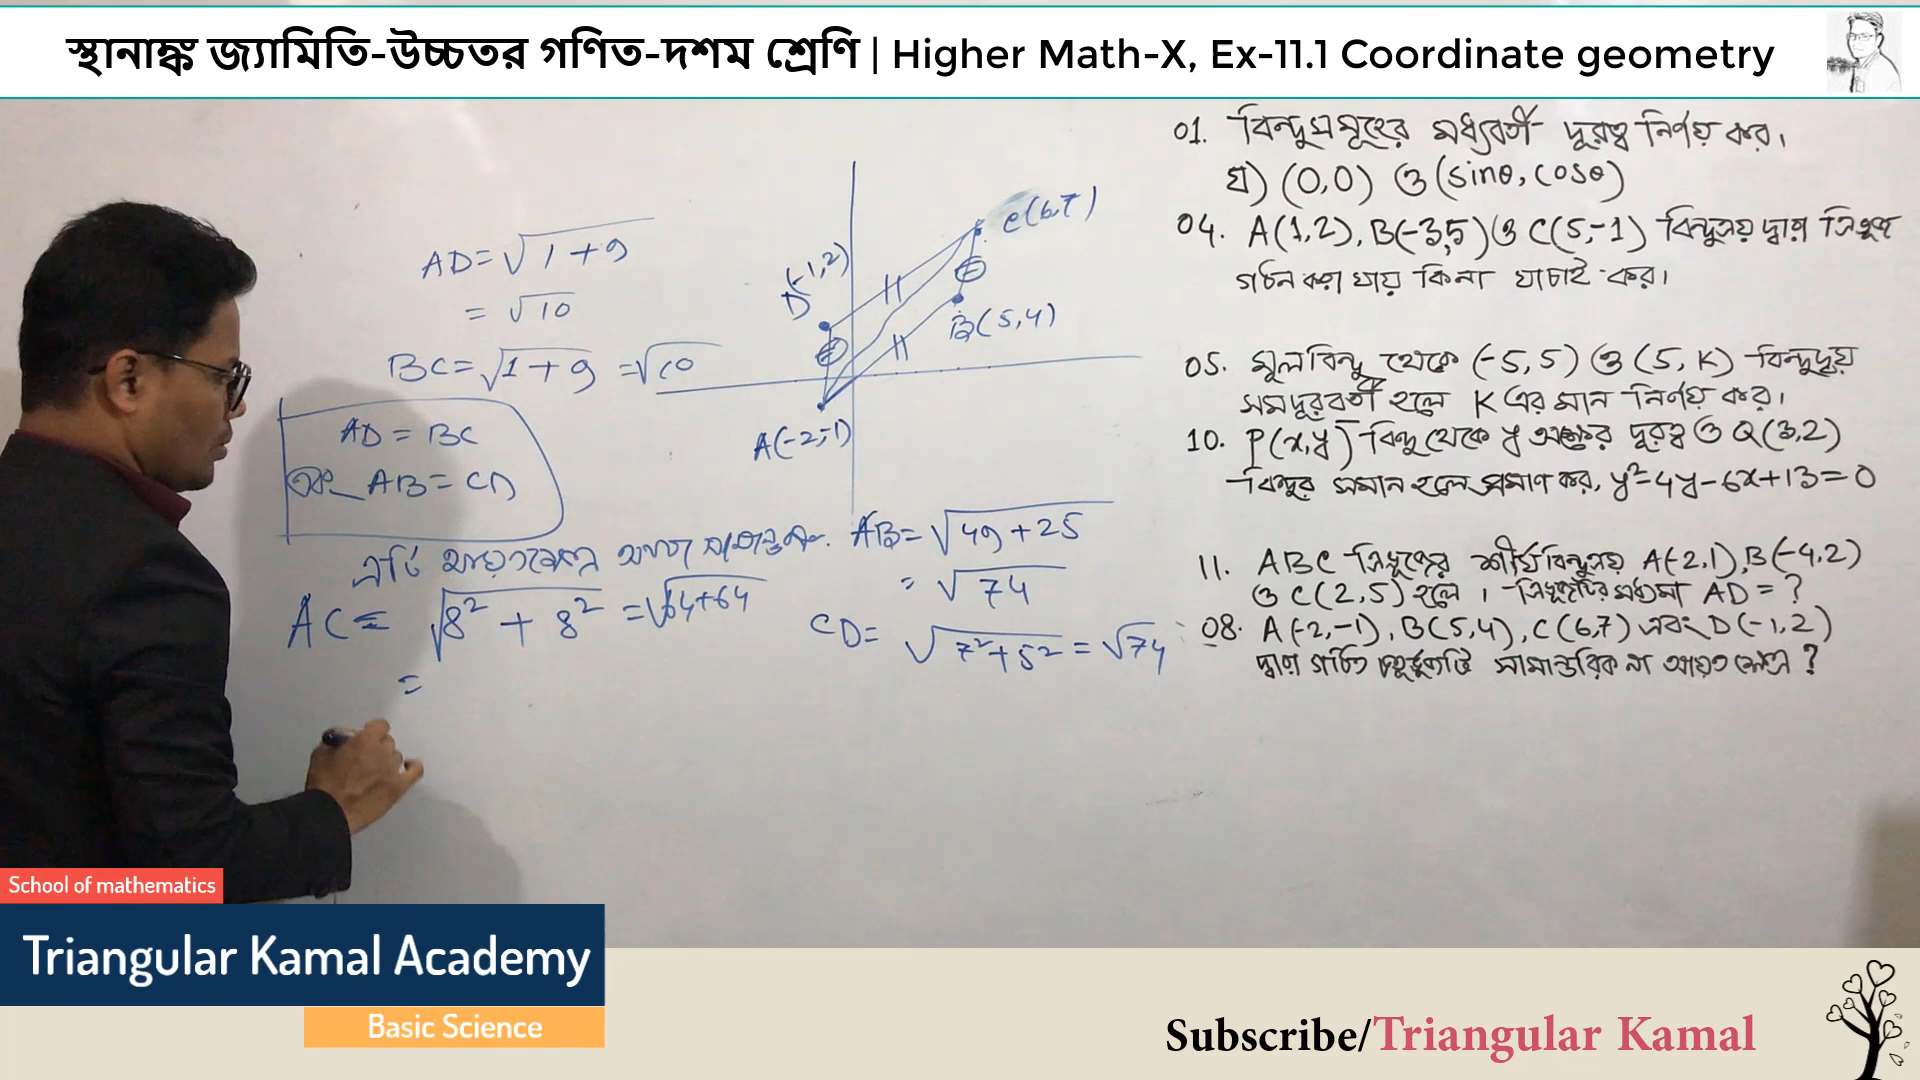 স্থানাঙ্ক জ্যামিতি-উচ্চতর গণিত-দশম শ্রেণি | Higher Math-X, Ex-11.1 Coordinate geometry
AD = √1+9
= √10
BC = √1+9 = √10
AD = BC
এবং AB = CD
এটি আয়তক্ষেত্র অথবা সামান্তরিক.
AC = √8² + 8² = √64+64
=
D (-1,2)
C(6,7)
B(5,4)
A(-2,-1)
AB = √49+25
= √74
CD = √7²+5² = √74
01. বিন্দুসমূহের মধ্যবর্তী দূরত্ব নির্ণয় কর।
ঘ) (0,0) ও (sinθ, cosθ)
04. A(1,2), B(-3,5) ও C(5,-1) বিন্দুত্রয় দ্বারা ত্রিভুজ
গঠন করা যায় কিনা যাচাই কর।
05. মূলবিন্দু থেকে (-5,5) ও (5,K) বিন্দুদ্বয়
সমদূরবর্তী হলে K এর মান নির্ণয় কর।
10. P(x,y) বিন্দু থেকে y অক্ষের দূরত্ব ও Q(3,2)
বিন্দুর সমান হলে প্রমাণ কর, y²-4y-6x+13=0
11. ABC ত্রিভুজের শীর্ষবিন্দুত্রয় A(-2,1), B(-4,2)
ও C(2,5) হলে। ত্রিভুজটির মধ্যমা AD = ?
08. A(-2,-1), B(5,4), C(6,7) এবং D(-1,2)
দ্বারা গঠিত চতুর্ভুজটি সামান্তরিক না আয়তক্ষেত্র ?
School of mathematics
Triangular Kamal Academy
Basic Science
Subscribe/Triangular Kamal